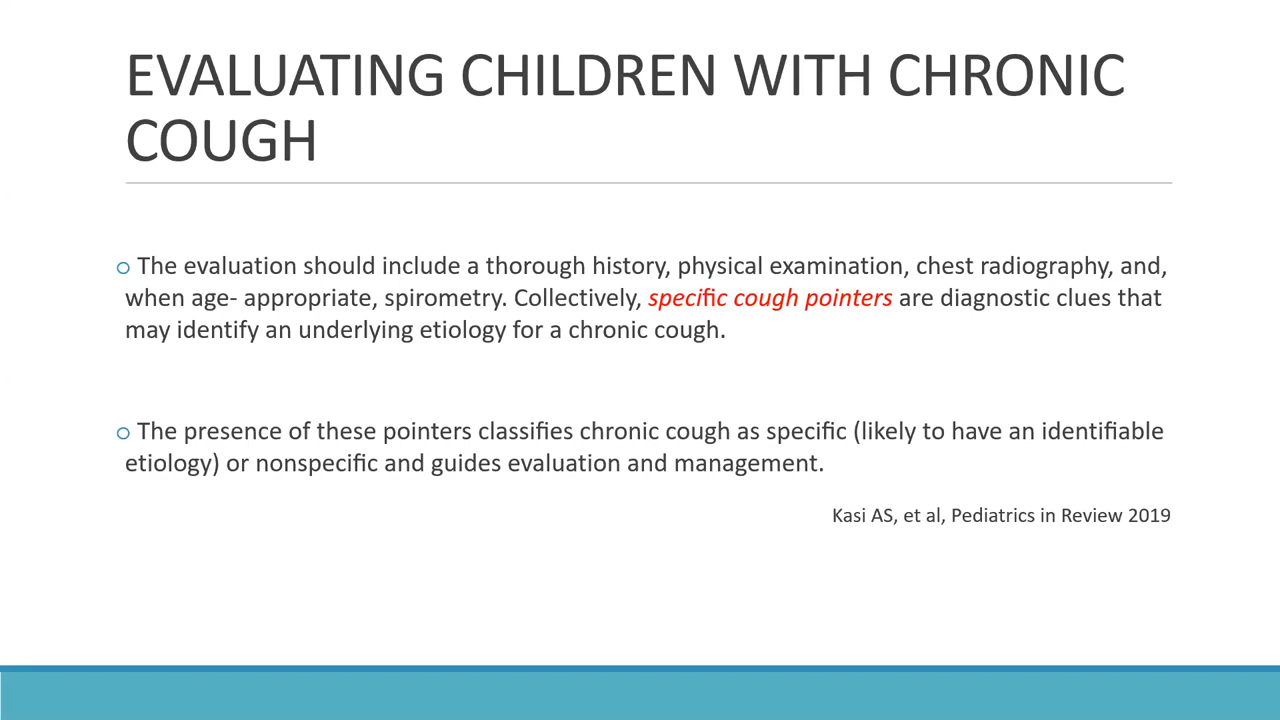 EVALUATING CHILDREN WITH CHRONIC
COUGH
o The evaluation should include a thorough history, physical examination, chest radiography, and,
when age- appropriate, spirometry. Collectively, specific cough pointers are diagnostic clues that
may identify an underlying etiology for a chronic cough.
o The presence of these pointers classifies chronic cough as specific (likely to have an identifiable
etiology) or nonspecific and guides evaluation and management.
Kasi AS, et al, Pediatrics in Review 2019